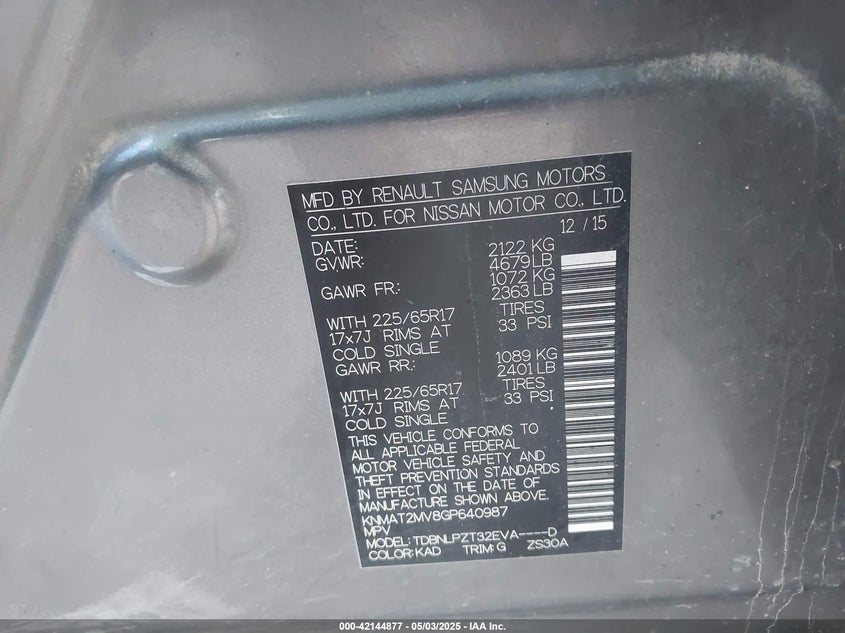 MFD BY RENAULT SAMSUNG MOTORS
CO., LTD. FOR NISSAN MOTOR CO., LTD.
DATE: 12 / 15
GVWR: 2122 KG
4679 LB
GAWR FR.: 1072 KG
2363 LB
WITH 225/65R17 TIRES
17x7J RIMS AT 33 PSI
COLD SINGLE
GAWR RR.: 1089 KG
2401 LB
WITH 225/65R17 TIRES
17x7J RIMS AT 33 PSI
COLD SINGLE
THIS VEHICLE CONFORMS TO
ALL APPLICABLE FEDERAL
MOTOR VEHICLE SAFETY AND
THEFT PREVENTION STANDARDS
IN EFFECT ON THE DATE OF
MANUFACTURE SHOWN ABOVE.
KNMAT2MV8GP640987
MPV
MODEL: TDBNLPZT32EVA----D
COLOR: KAD TRIM: G ZS30A
000-42144877 - 05/03/2025 - IAA Inc.